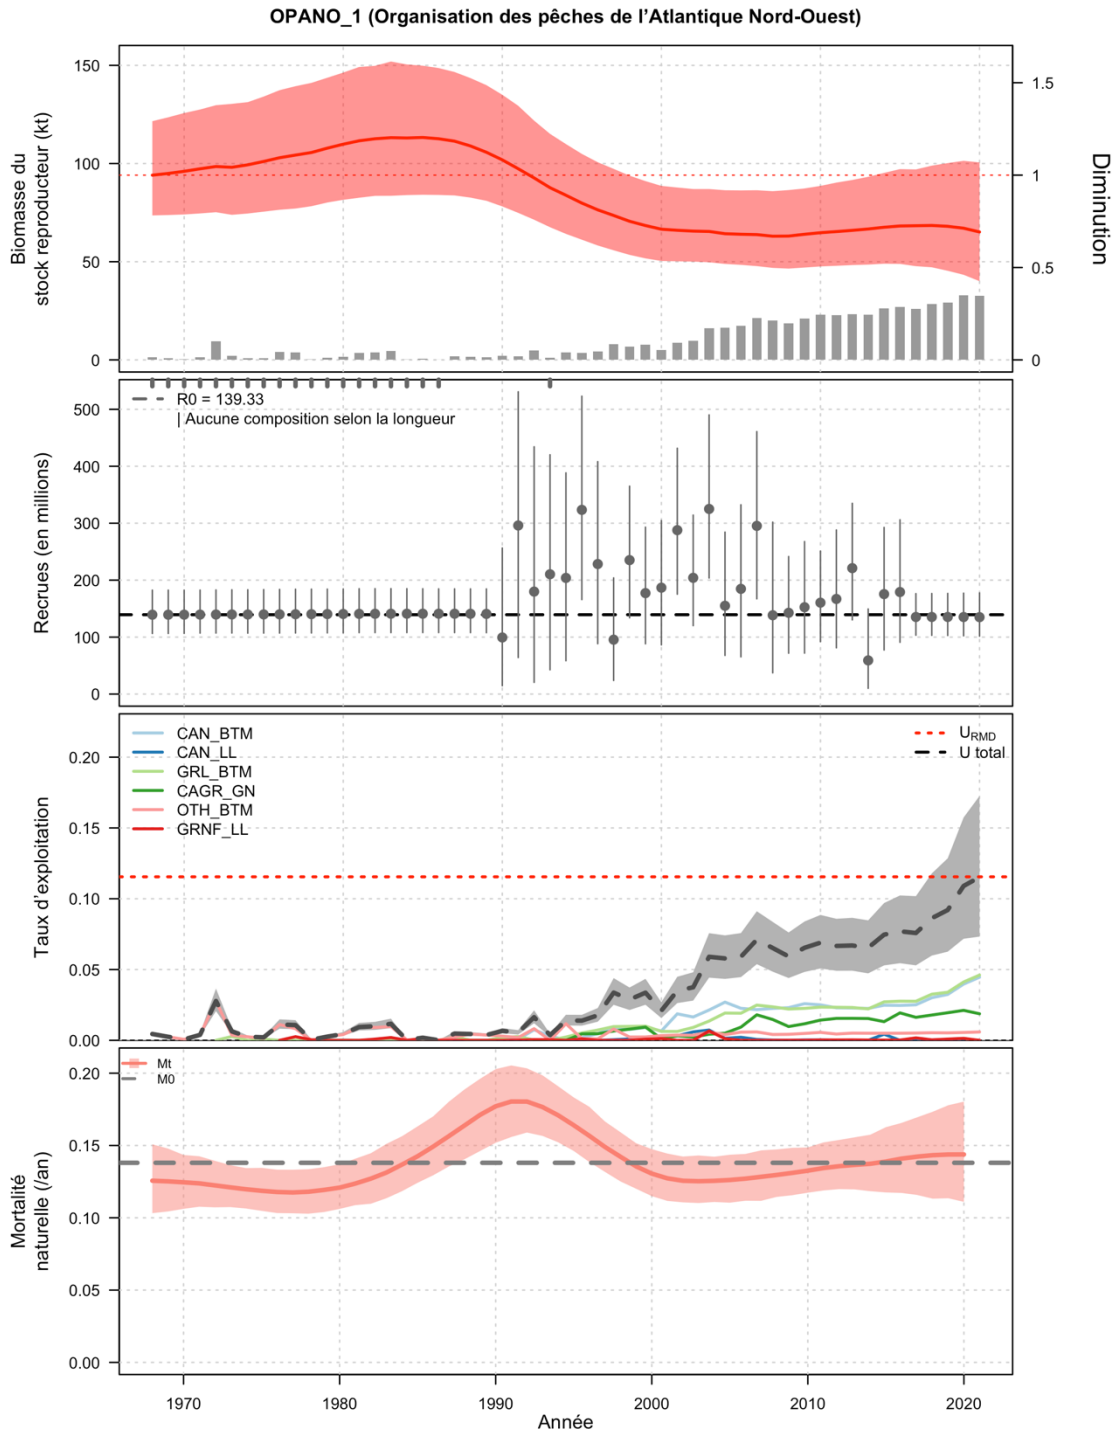 OPANO_1 (Organisation des pêches de l'Atlantique Nord-Ouest)
Biomasse du
stock reproducteur (kt)
150
100
50
0
1.5
1
0.5
0
Diminution
Recrues (en millions)
500
400
300
200
100
0
R0 = 139.33
| Aucune composition selon la longueur
Taux d'exploitation
0.20
0.15
0.10
0.05
0.00
CAN_BTM
CAN_LL
GRL_BTM
CAGR_GN
OTH_BTM
GRNF_LL
URMD
U total
Mortalité
naturelle (/an)
0.20
0.15
0.10
0.05
0.00
Mt
M0
1970 1980 1990 2000 2010 2020
Année